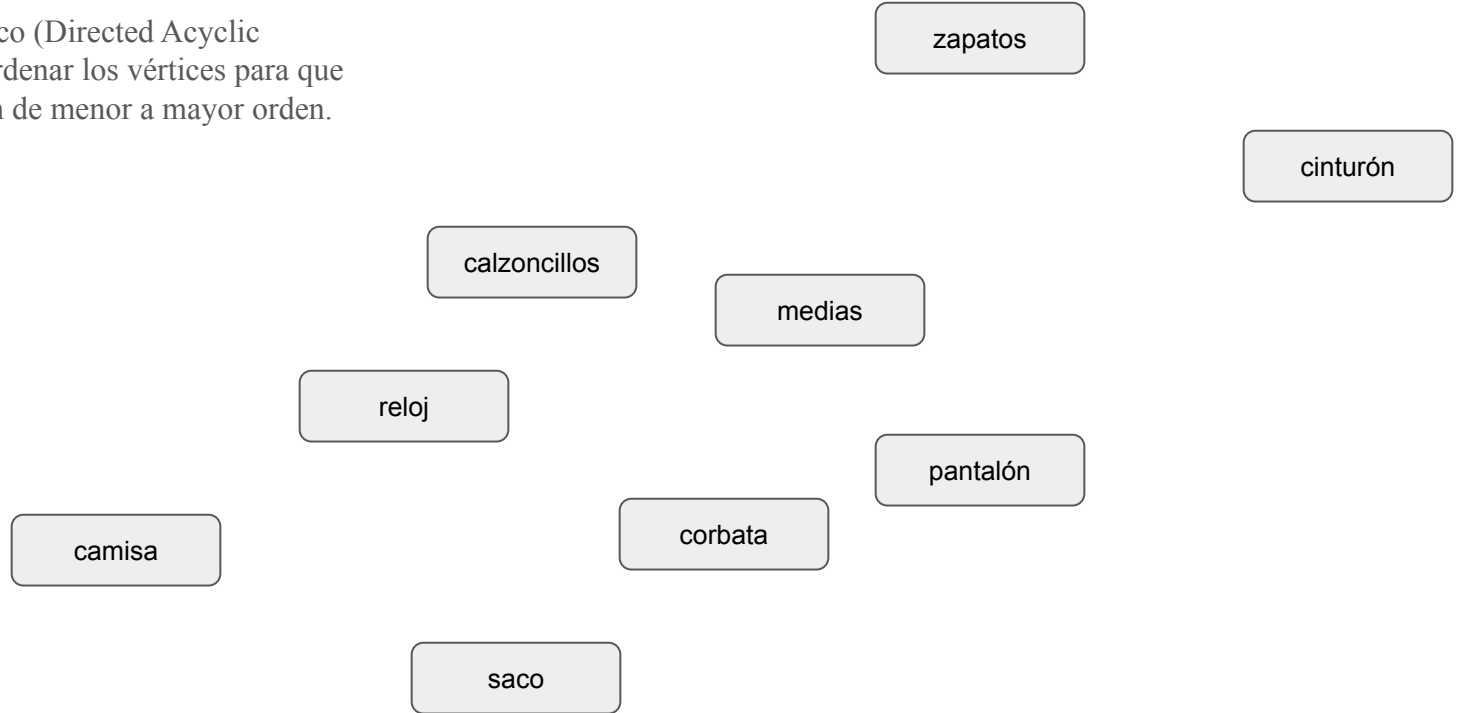 co (Directed Acyclic
rdenar los vértices para que
n de menor a mayor orden.
zapatos
cinturón
calzoncillos
medias
reloj
pantalón
corbata
camisa
saco